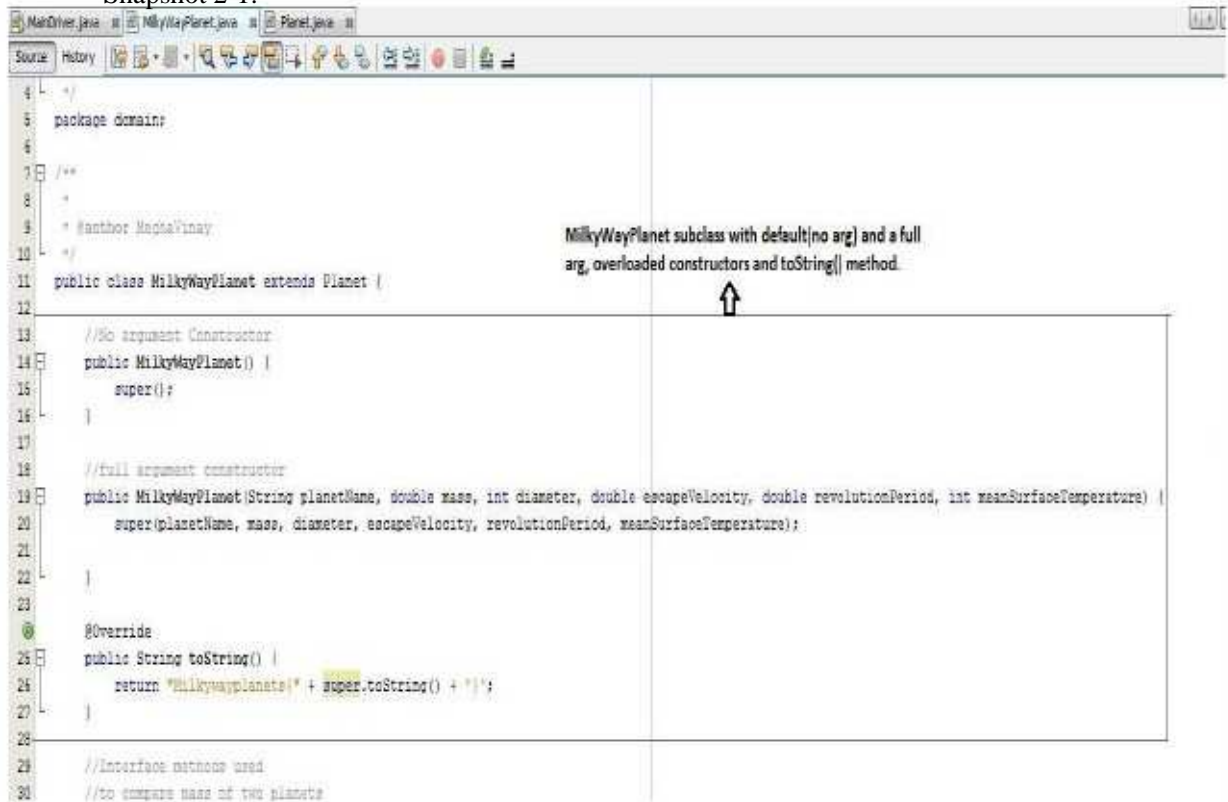 Snapshot 2-1:
MainDriver.java MilkyWayPlanet.java Planet.java
Source History
4 */
5 package domain;
6
7 /**
8 *
9 * @author MeghaVinay
10 */
MilkyWayPlanet subclass with default(no arg) and a full
arg, overloaded constructors and toString() method.
11 public class MilkyWayPlanet extends Planet {
12
13 //No argument Constructor
14 public MilkyWayPlanet() {
15 super();
16 }
17
18 //full argument constructor
19 public MilkyWayPlanet(String planetName, double mass, int diameter, double escapeVelocity, double revolutionPeriod, int meanSurfaceTemperature) {
20 super(planetName, mass, diameter, escapeVelocity, revolutionPeriod, meanSurfaceTemperature);
21
22 }
23
@Override
25 public String toString() {
26 return "Milkywayplanets{" + super.toString() + '}';
27 }
28
29 //Interface methods used
30 //to compare mass of two planets